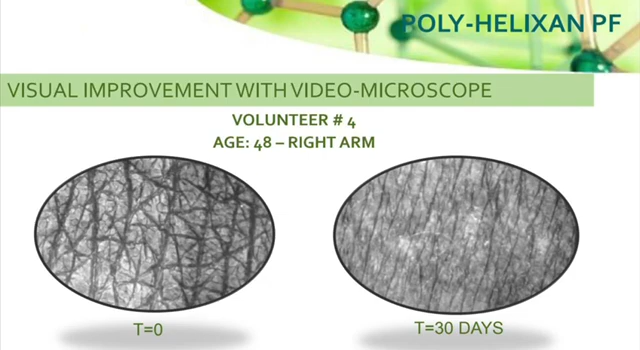 POLY-HELIXAN PF
VISUAL IMPROVEMENT WITH VIDEO-MICROSCOPE
VOLUNTEER # 4
AGE: 48 – RIGHT ARM
T=0
T=30 DAYS